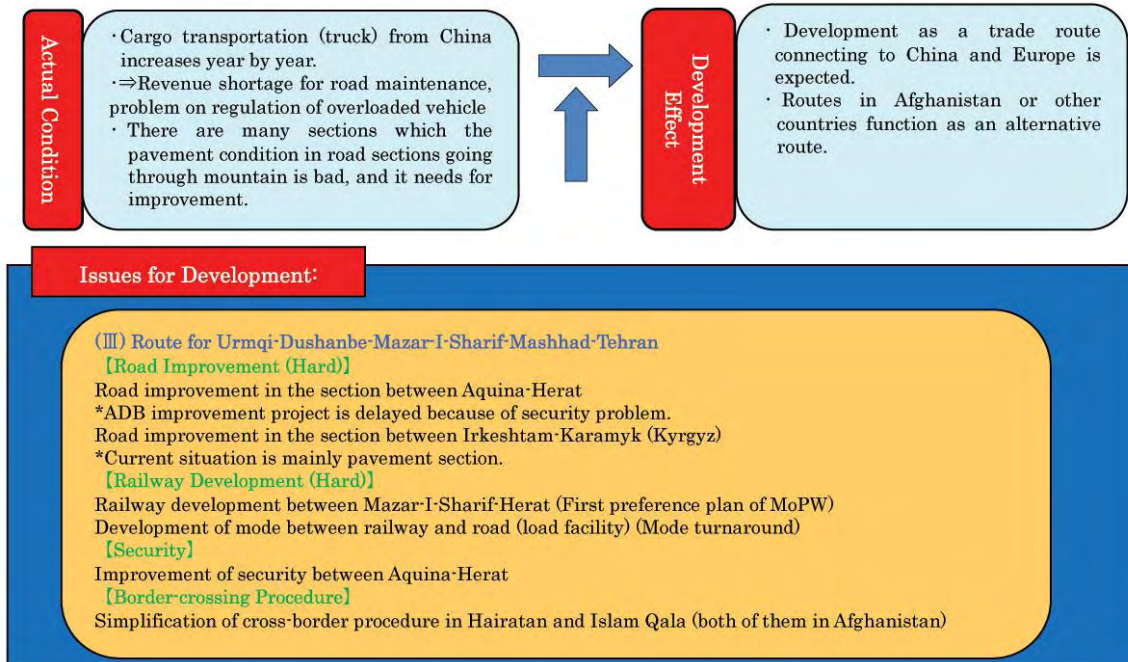 Actual Condition
・Cargo transportation (truck) from China
increases year by year.
・⇒Revenue shortage for road maintenance,
problem on regulation of overloaded vehicle
・There are many sections which the
pavement condition in road sections going
through mountain is bad, and it needs for
improvement.
Development
Effect
・Development as a trade route
connecting to China and Europe is
expected.
・Routes in Afghanistan or other
countries function as an alternative
route.
Issues for Development:
(Ⅲ) Route for Urmqi-Dushanbe-Mazar-I-Sharif-Mashhad-Tehran
【Road Improvement (Hard)】
Road improvement in the section between Aquina-Herat
*ADB improvement project is delayed because of security problem.
Road improvement in the section between Irkeshtam-Karamyk (Kyrgyz)
*Current situation is mainly pavement section.
【Railway Development (Hard)】
Railway development between Mazar-I-Sharif-Herat (First preference plan of MoPW)
Development of mode between railway and road (load facility) (Mode turnaround)
【Security】
Improvement of security between Aquina-Herat
【Border-crossing Procedure】
Simplification of cross-border procedure in Hairatan and Islam Qala (both of them in Afghanistan)